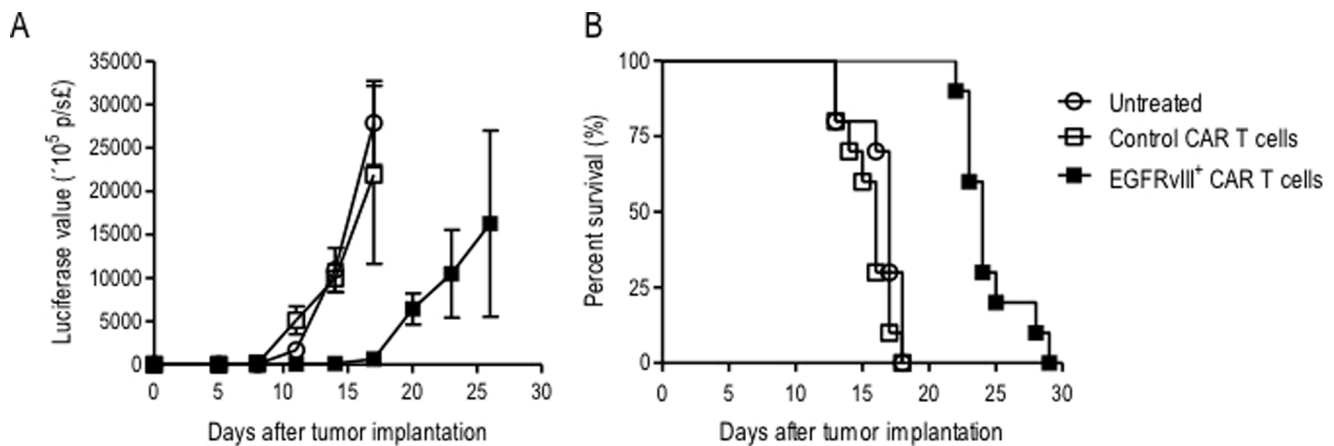 A
Luciferase value (´10⁵ p/s£)
35000
30000
25000
20000
15000
10000
5000
0
0 5 10 15 20 25 30
Days after tumor implantation
B
Percent survival (%)
100
75
50
25
0
0 5 10 15 20 25 30
Days after tumor implantation
Untreated
Control CAR T cells
EGFRvIII⁺ CAR T cells